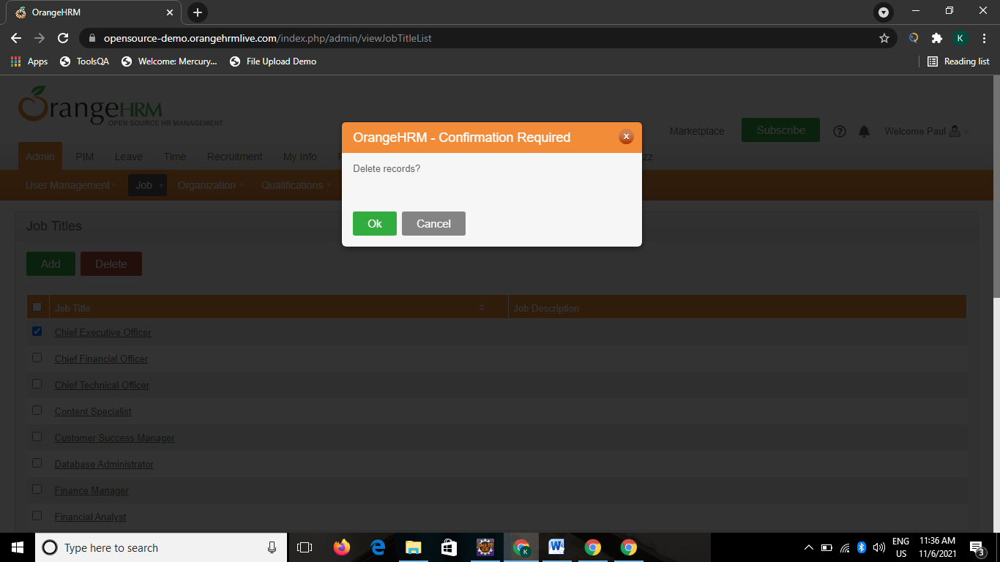 OrangeHRM
opensource-demo.orangehrmlive.com/index.php/admin/viewJobTitleList
K
Apps ToolsQA Welcome: Mercury... File Upload Demo Reading list
OrangeHRM
OPEN SOURCE HR MANAGEMENT
OrangeHRM - Confirmation Required
Marketplace Subscribe Welcome Paul
Admin PIM Leave Time Recruitment My Info zz
Delete records?
User Management Job Organization Qualifications
Ok Cancel
Job Titles
Add Delete
Job Title Job Description
Chief Executive Officer
Chief Financial Officer
Chief Technical Officer
Content Specialist
Customer Success Manager
Database Administrator
Finance Manager
Financial Analyst
Type here to search
ENG 11:36 AM
US 11/6/2021 3